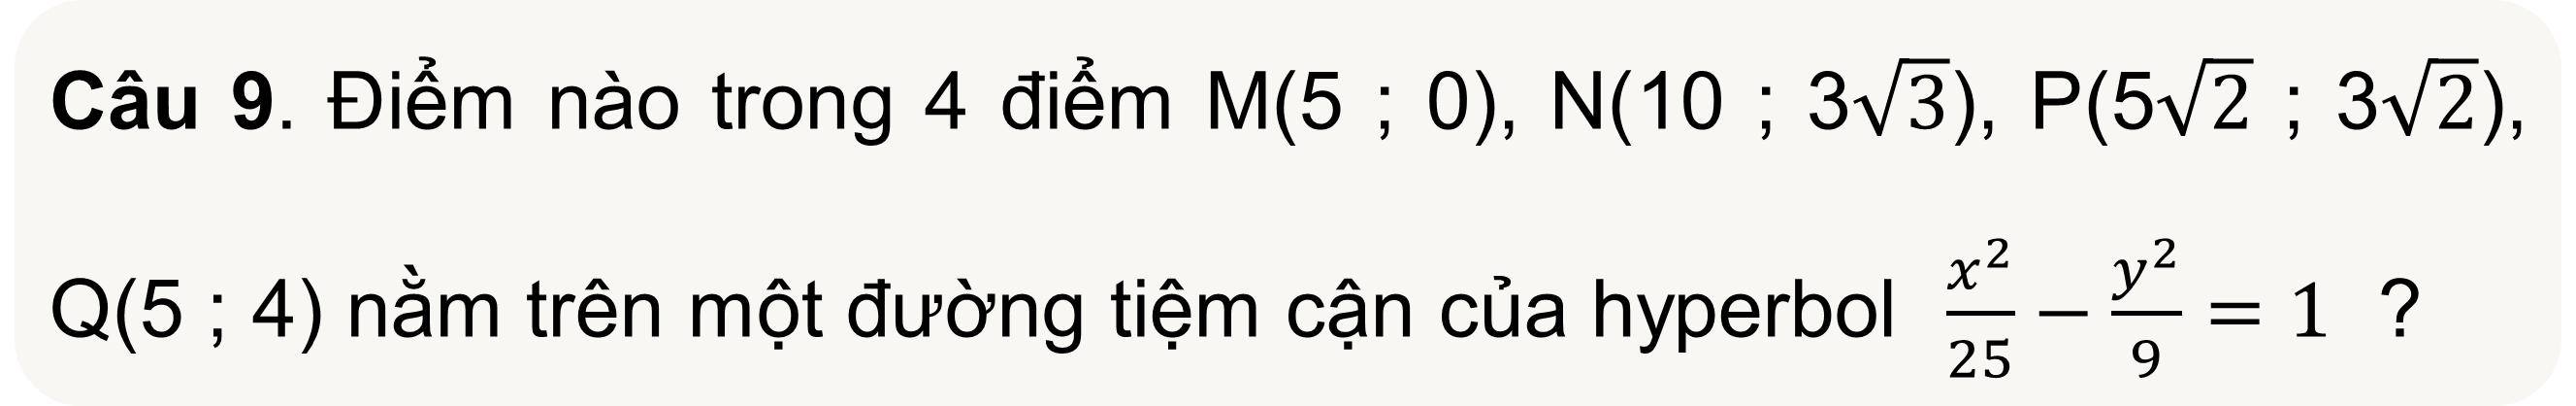 Câu 9. Điểm nào trong 4 điểm M(5 ; 0), N(10 ; 3√3), P(5√2 ; 3√2),
Q(5 ; 4) nằm trên một đường tiệm cận của hyperbol x²/25 − y²/9 = 1 ?